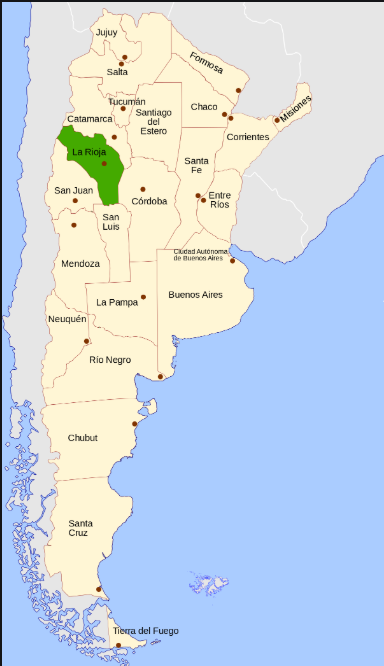 Jujuy
Salta
Formosa
Tucumán
Catamarca
Santiago
del
Estero
Chaco
Misiones
Corrientes
La Rioja
Santa
Fe
San Juan
Córdoba
Entre
Ríos
San
Luis
Ciudad Autónoma
de Buenos Aires
Mendoza
La Pampa
Buenos Aires
Neuquén
Río Negro
Chubut
Santa
Cruz
Tierra del Fuego